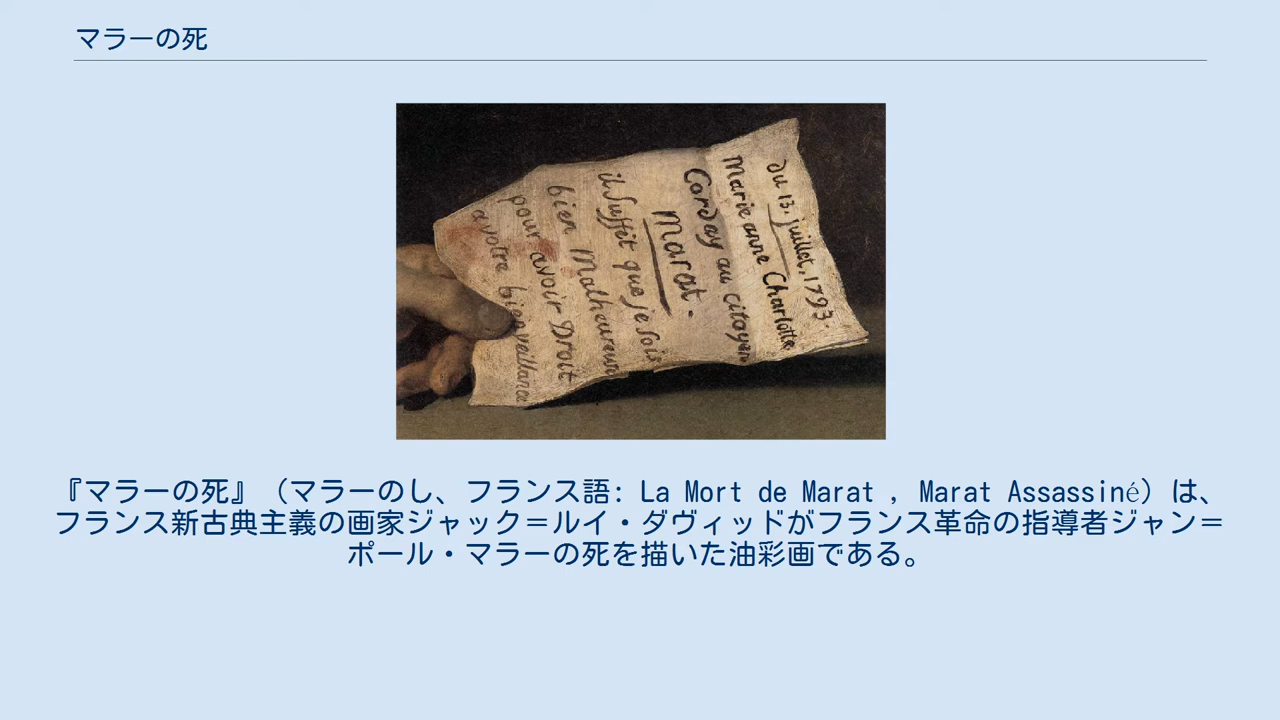 マラーの死
du 13. juillet, 1793.
Marie anne Charlotte
Corday au citoyen
Marat.
il suffit que je sois
bien Malheureuse
pour avoir Droit
a votre bienveillance
『マラーの死』（マラーのし、フランス語: La Mort de Marat , Marat Assassiné）は、
フランス新古典主義の画家ジャック＝ルイ・ダヴィッドがフランス革命の指導者ジャン＝
ポール・マラーの死を描いた油彩画である。